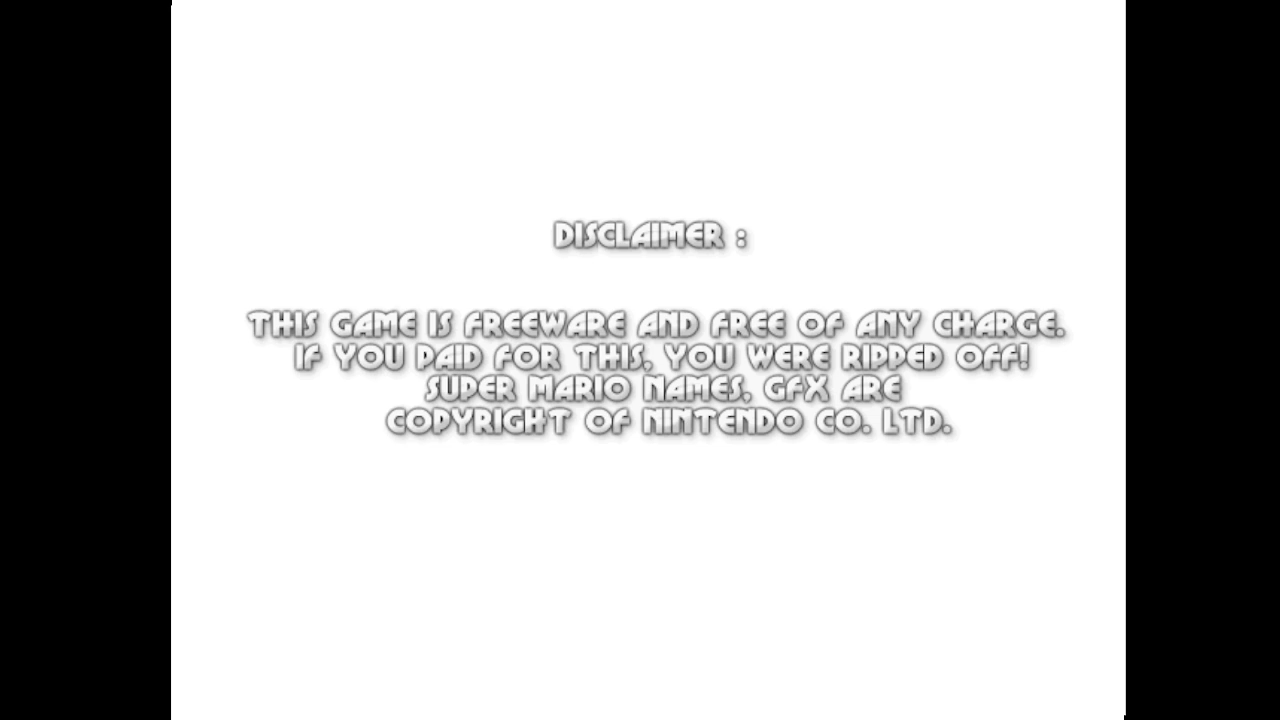 DISCLAIMER :
THIS GAME IS FREEWARE AND FREE OF ANY CHARGE.
IF YOU PAID FOR THIS, YOU WERE RIPPED OFF!
SUPER MARIO NAMES, GFX ARE
COPYRIGHT OF NINTENDO CO. LTD.